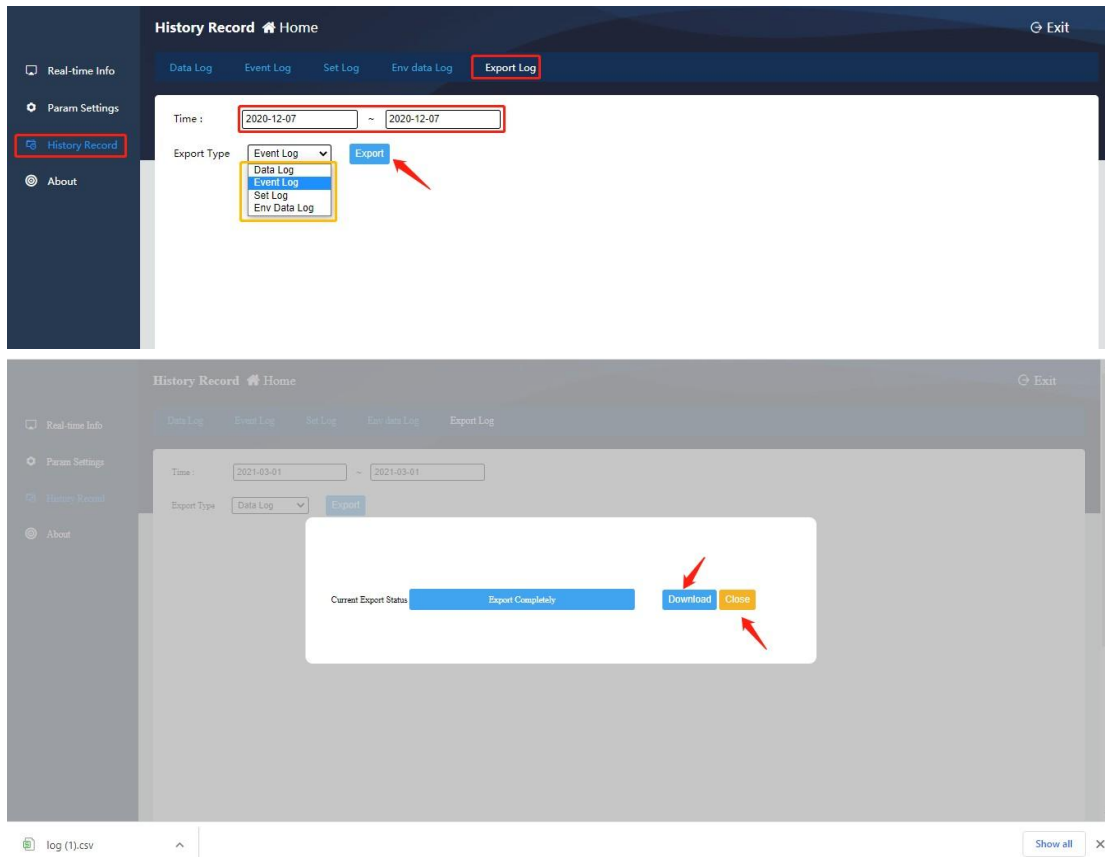 History Record Home
Exit
Real-time Info
Data Log Event Log Set Log Env data Log Export Log
Param Settings
Time : 2020-12-07 ~ 2020-12-07
History Record
Export Type Event Log Export
Data Log
Event Log
Set Log
Env Data Log
About
History Record Home
Exit
Real-time Info
Data Log Event Log Set Log Env data Log Export Log
Param Settings
Time : 2021-03-01 ~ 2021-03-01
History Record
Export Type Data Log Export
About
Current Export Status Export Completely Download Close
log (1).csv
Show all